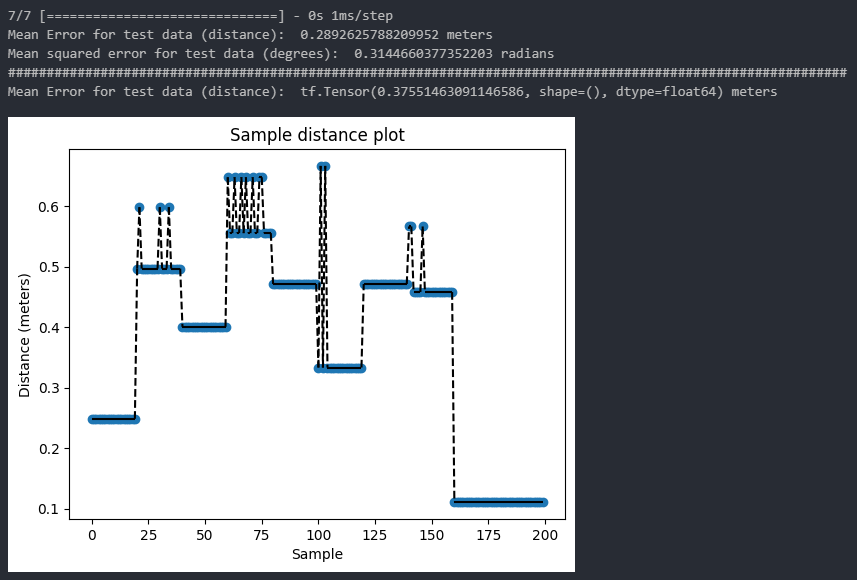 7/7 [==============================] - 0s 1ms/step
Mean Error for test data (distance):  0.2892625788209952 meters
Mean squared error for test data (degrees):  0.3144660377352203 radians
#############################################################################################################
Mean Error for test data (distance):  tf.Tensor(0.37551463091146586, shape=(), dtype=float64) meters
Sample distance plot
Distance (meters)
0.6
0.5
0.4
0.3
0.2
0.1
0 25 50 75 100 125 150 175 200
Sample